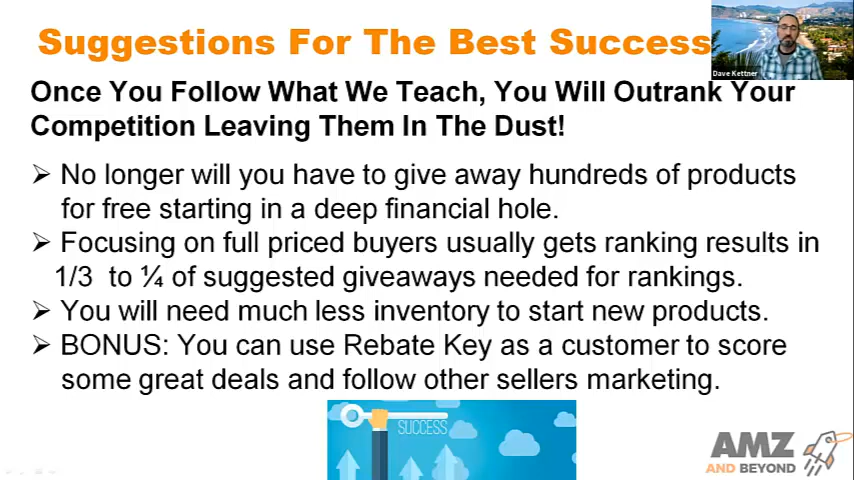 Suggestions For The Best Success
Dave Kettner
Once You Follow What We Teach, You Will Outrank Your
Competition Leaving Them In The Dust!
➢ No longer will you have to give away hundreds of products
for free starting in a deep financial hole.
➢ Focusing on full priced buyers usually gets ranking results in
1/3 to ¼ of suggested giveaways needed for rankings.
➢ You will need much less inventory to start new products.
➢ BONUS: You can use Rebate Key as a customer to score
some great deals and follow other sellers marketing.
SUCCESS
AMZ
AND BEYOND